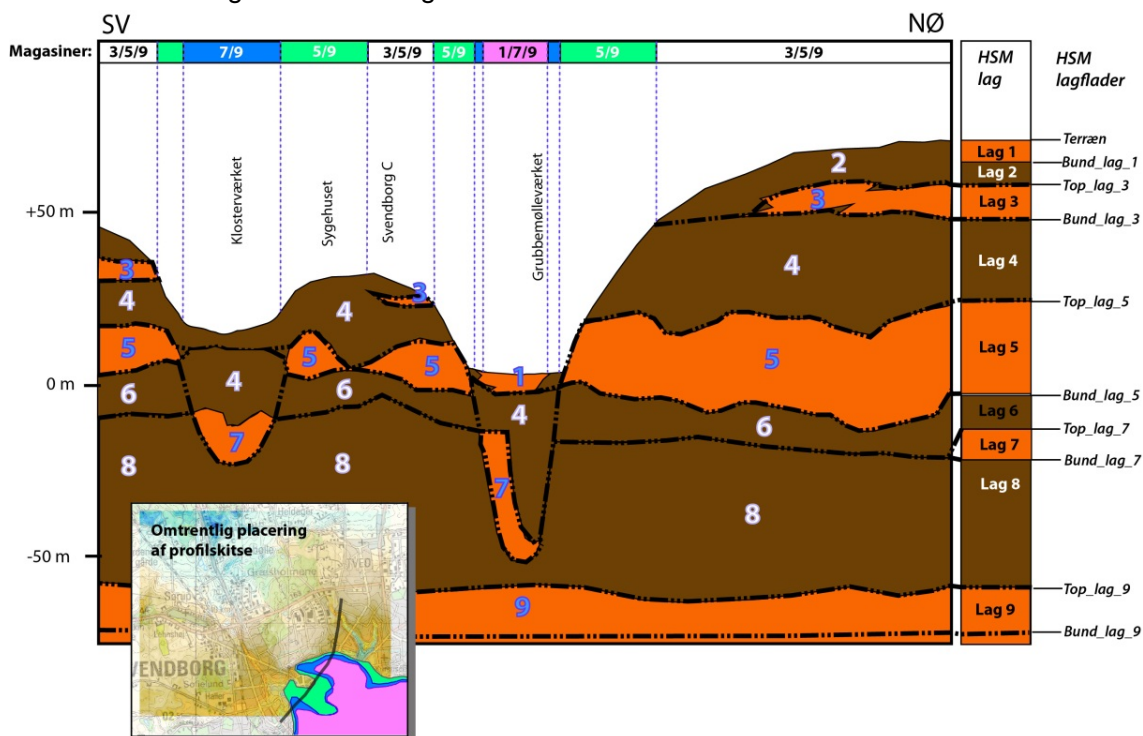 SV
NØ
Magasiner:
3/5/9
7/9
5/9
3/5/9
5/9
1/7/9
5/9
3/5/9
HSM
lag
HSM
lagflader
Klosterværket
Sygehuset
Svendborg C
Grubbemølleværket
+50 m
0 m
-50 m
2
3
4
5
6
8
3
4
7
4
5
6
8
3
5
1
4
7
3
4
5
6
8
9
Lag 1
Lag 2
Lag 3
Lag 4
Lag 5
Lag 6
Lag 7
Lag 8
Lag 9
Terræn
Bund_lag_1
Top_lag_3
Bund_lag_3
Top_lag_5
Bund_lag_5
Top_lag_7
Bund_lag_7
Top_lag_9
Bund_lag_9
Omtrentlig placering
af profilskitse
VENDBORG